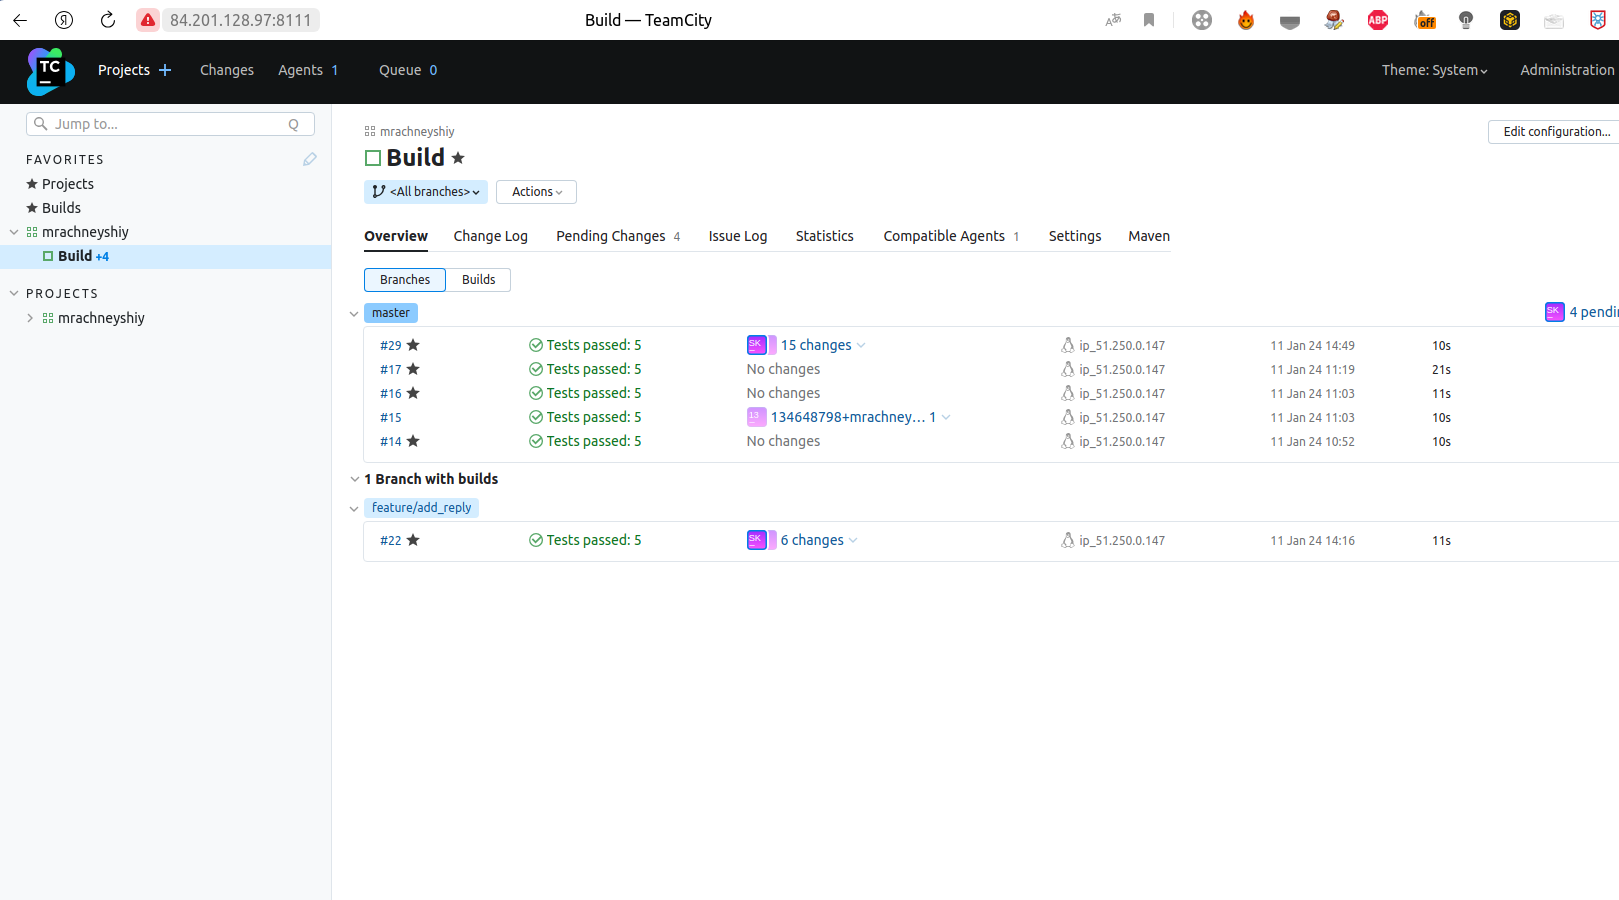 84.201.128.97:8111
Build — TeamCity
ABP
off
TC
Projects
Changes
Agents 1
Queue 0
Theme: System
Administration
Jump to...
Q
FAVORITES
Projects
Builds
mrachneyshiy
Build +4
PROJECTS
mrachneyshiy
mrachneyshiy
Edit configuration...
Build
<All branches>
Actions
Overview
Change Log
Pending Changes 4
Issue Log
Statistics
Compatible Agents 1
Settings
Maven
Branches
Builds
master
SK
4 pendin
#29 Tests passed: 5 SK 15 changes ip_51.250.0.147 11 Jan 24 14:49 10s
#17 Tests passed: 5 No changes ip_51.250.0.147 11 Jan 24 11:19 21s
#16 Tests passed: 5 No changes ip_51.250.0.147 11 Jan 24 11:03 11s
#15 Tests passed: 5 13 134648798+mrachney… 1 ip_51.250.0.147 11 Jan 24 11:03 10s
#14 Tests passed: 5 No changes ip_51.250.0.147 11 Jan 24 10:52 10s
1 Branch with builds
feature/add_reply
#22 Tests passed: 5 SK 6 changes ip_51.250.0.147 11 Jan 24 14:16 11s